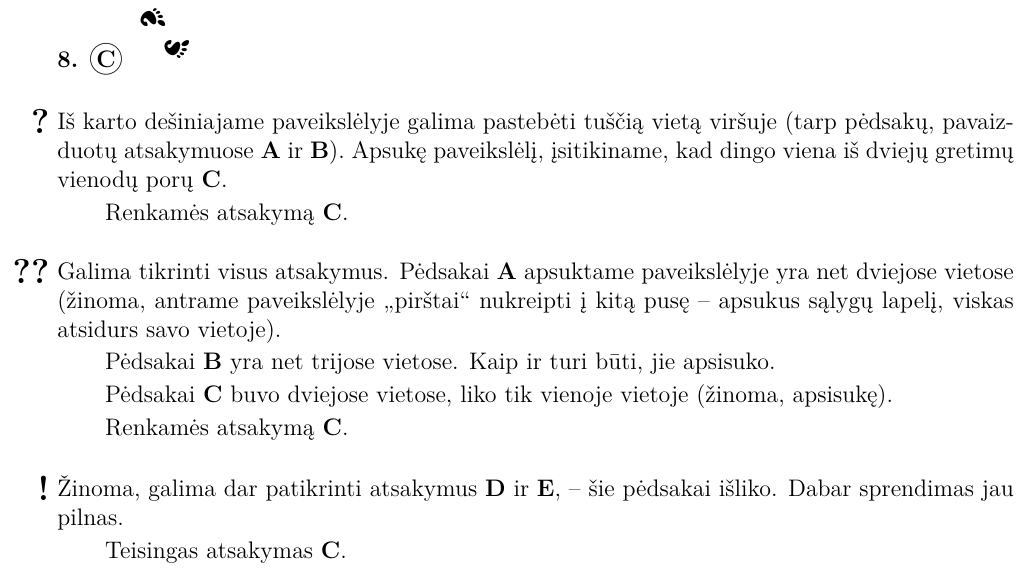 8. C
? Iš karto dešiniajame paveikslėlyje galima pastebėti tuščią vietą viršuje (tarp pėdsakų, pavaiz-
duotų atsakymuose A ir B). Apsukę paveikslėlį, įsitikiname, kad dingo viena iš dviejų gretimų
vienodų porų C.
Renkamės atsakymą C.
?? Galima tikrinti visus atsakymus. Pėdsakai A apsuktame paveikslėlyje yra net dviejose vietose
(žinoma, antrame paveikslėlyje „pirštai“ nukreipti į kitą pusę – apsukus sąlygų lapelį, viskas
atsidurs savo vietoje).
Pėdsakai B yra net trijose vietose. Kaip ir turi būti, jie apsisuko.
Pėdsakai C buvo dviejose vietose, liko tik vienoje vietoje (žinoma, apsisukę).
Renkamės atsakymą C.
! Žinoma, galima dar patikrinti atsakymus D ir E, – šie pėdsakai išliko. Dabar sprendimas jau
pilnas.
Teisingas atsakymas C.